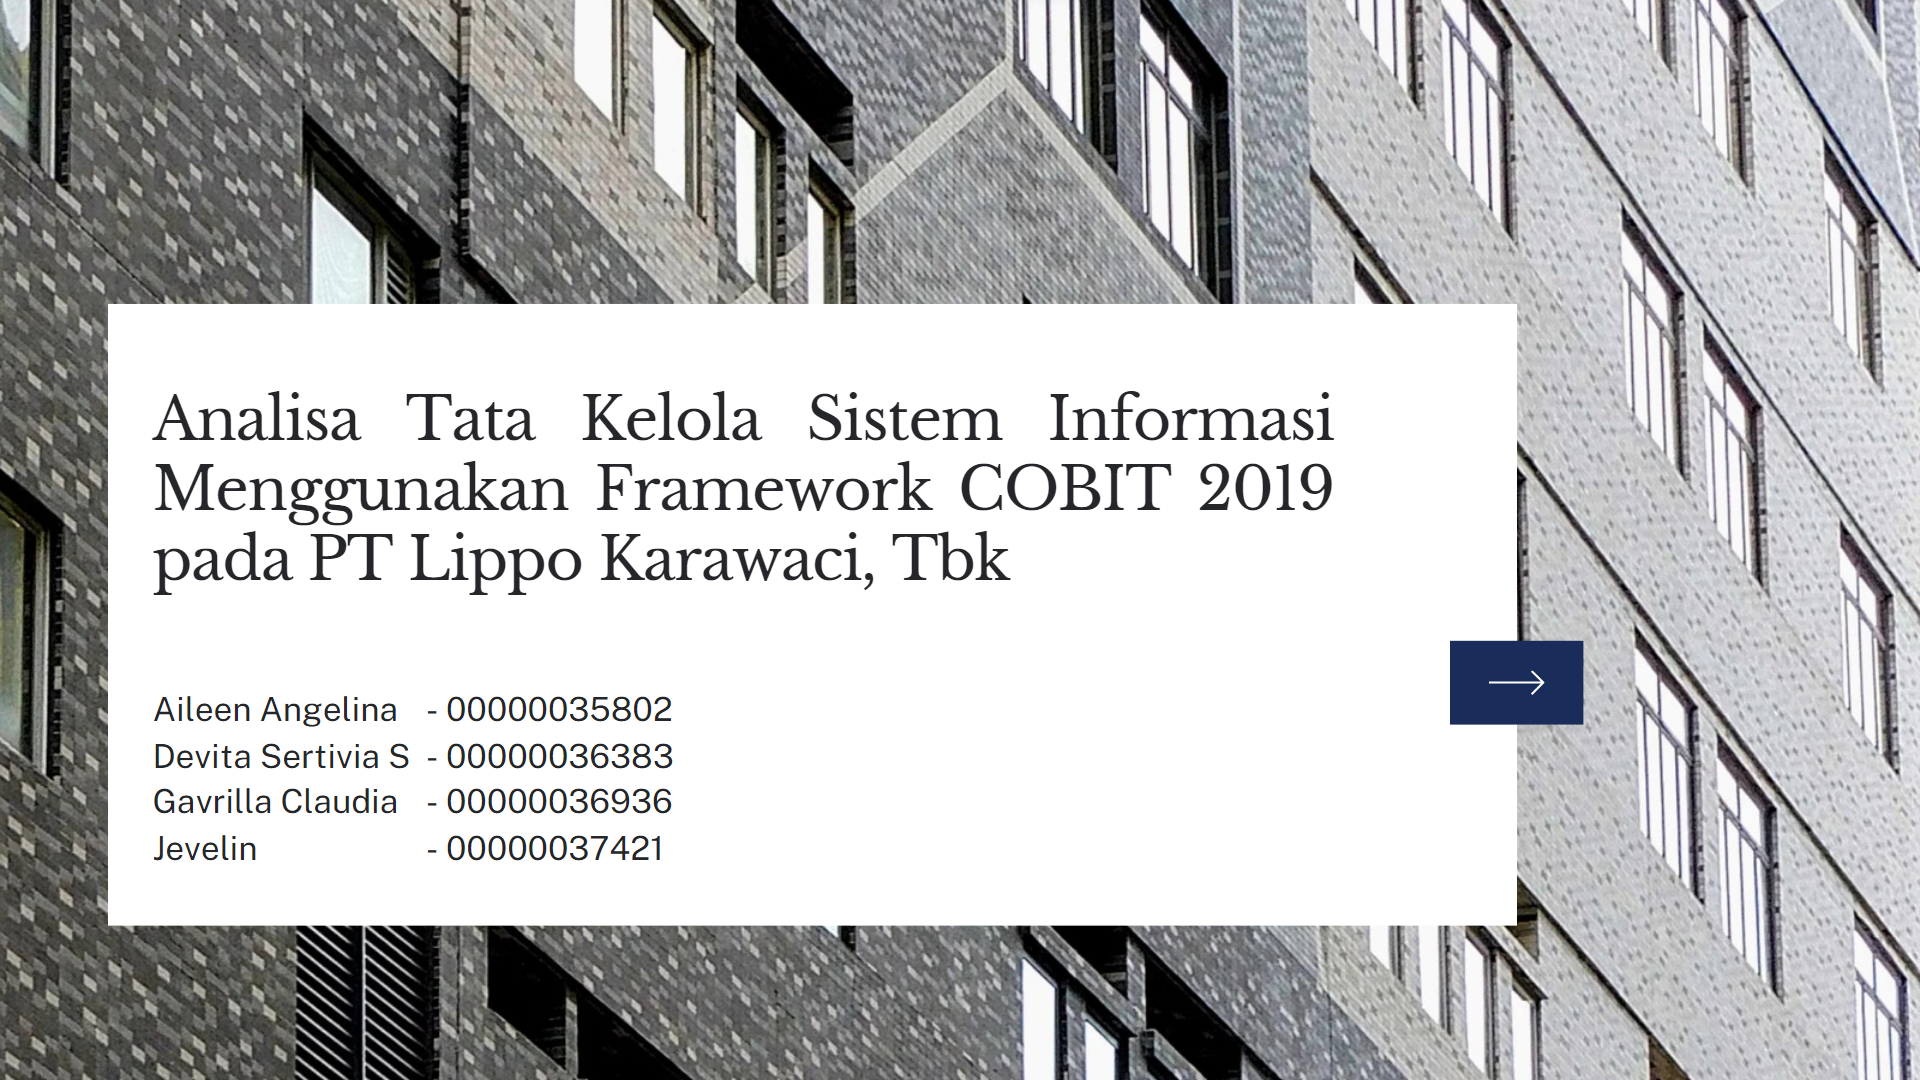 Analisa Tata Kelola Sistem Informasi
Menggunakan Framework COBIT 2019
pada PT Lippo Karawaci, Tbk
Aileen Angelina - 00000035802
Devita Sertivia S - 00000036383
Gavrilla Claudia - 00000036936
Jevelin - 00000037421